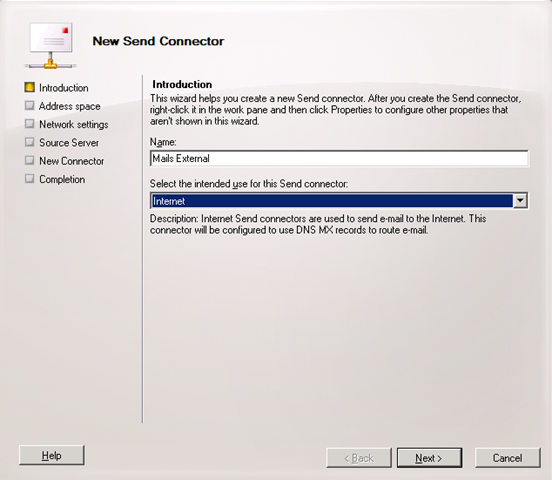 New Send Connector
Introduction
Address space
Network settings
Source Server
New Connector
Completion
Introduction
This wizard helps you create a new Send connector. After you create the Send connector,
right-click it in the work pane and then click Properties to configure other properties that
aren't shown in this wizard.
Name:
Mails External
Select the intended use for this Send connector:
Internet
Description: Internet Send connectors are used to send e-mail to the Internet. This
connector will be configured to use DNS MX records to route e-mail.
Help
< Back
Next >
Cancel